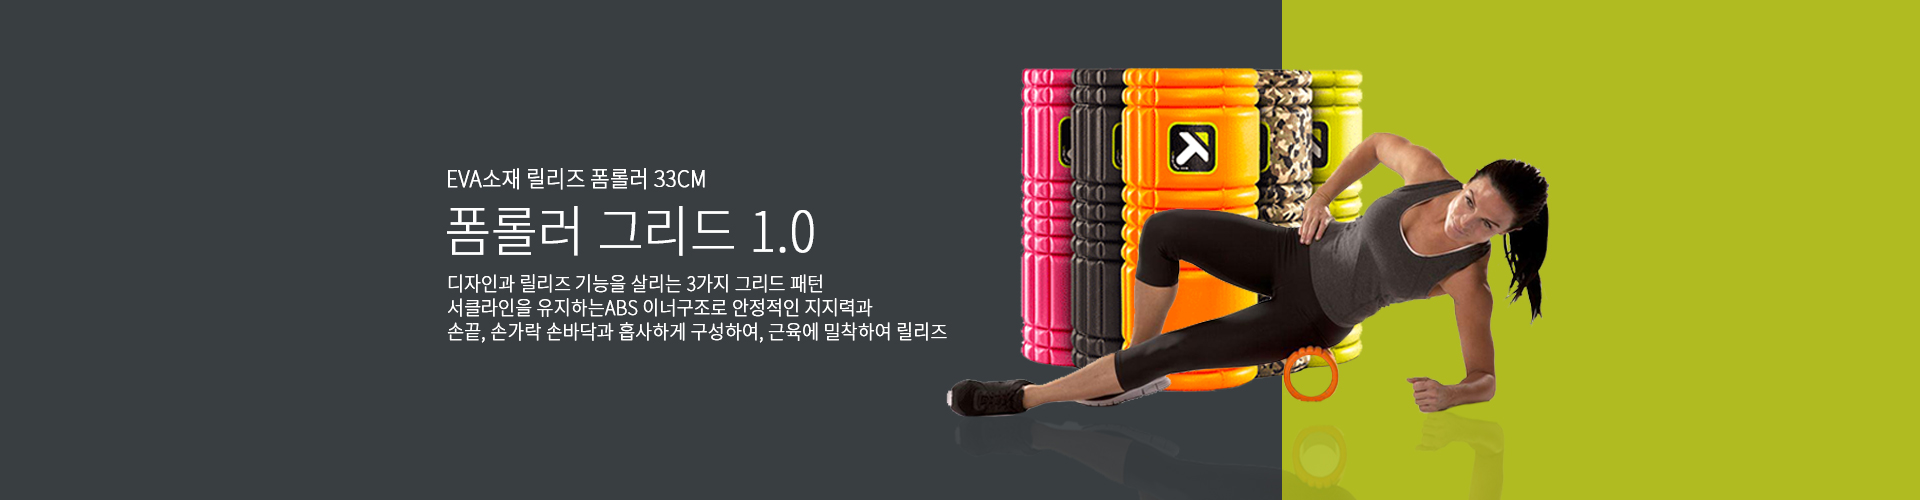 EVA소재 릴리즈 폼롤러 33CM
폼롤러 그리드 1.0
디자인과 릴리즈 기능을 살리는 3가지 그리드 패턴
서클라인을 유지하는ABS 이너구조로 안정적인 지지력과
손끝, 손가락 손바닥과 흡사하게 구성하여, 근육에 밀착하여 릴리즈